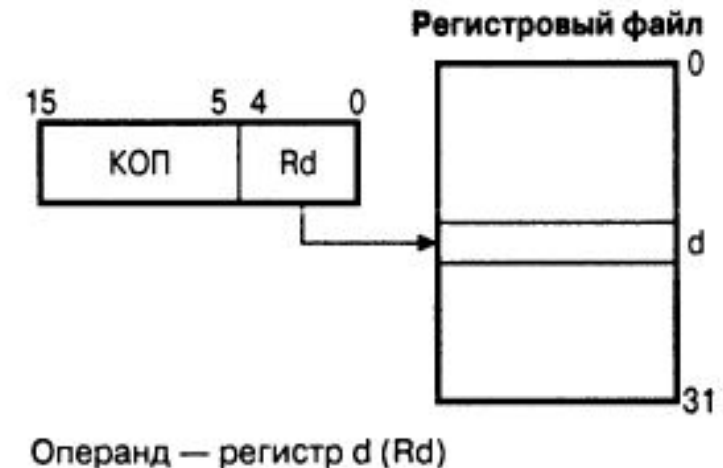 Регистровый файл
0
15 5 4 0
КОП Rd
d
31
Операнд — регистр d (Rd)